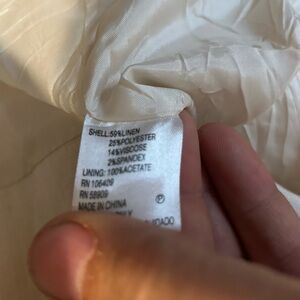 SHELL:59%LINEN
25%POLYESTER
14%VISCOSE
2%SPANDEX
LINING: 100%ACETATE
RN 106409
RN 58909
MADE IN CHINA
P